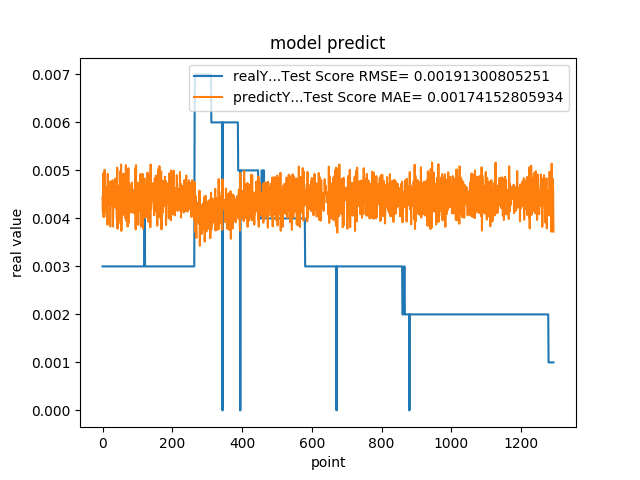 model predict
realY...Test Score RMSE= 0.00191300805251
predictY...Test Score MAE= 0.00174152805934
0.007
0.006
0.005
0.004
0.003
0.002
0.001
0.000
real value
0 200 400 600 800 1000 1200
point